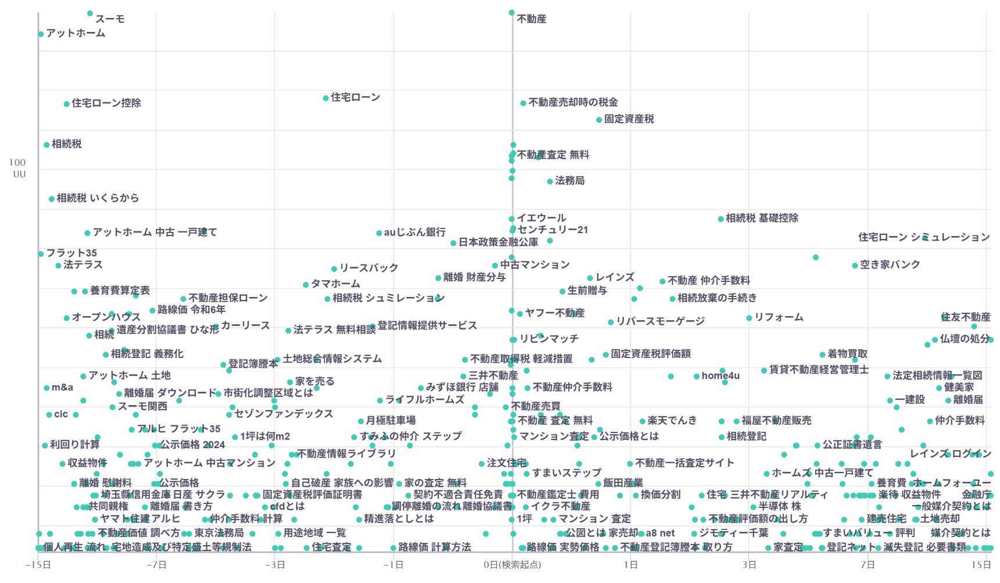 スーモ
不動産
アットホーム
住宅ローン
住宅ローン控除
不動産売却時の税金
固定資産税
相続税
不動産査定 無料
100
UU
法務局
相続税 いくらから
イエウール
相続税 基礎控除
センチュリー21
アットホーム 中古 一戸建て
auじぶん銀行
住宅ローン シミュレーション
日本政策金融公庫
フラット35
法テラス
中古マンション
空き家バンク
リースバック
離婚 財産分与
レインズ
不動産 仲介手数料
タマホーム
養育費算定表
生前贈与
不動産担保ローン
相続税 シュミレーション
相続放棄の手続き
路線価 令和6年
ヤフー不動産
オープンハウス
リフォーム
住友不動産
リバースモーゲージ
カーリース
登記情報提供サービス
遺産分割協議書 ひな形
法テラス 無料相談
相続
リビンマッチ
仏壇の処分
相続登記 義務化
固定資産税評価額
着物買取
土地総合情報システム
不動産取得税 軽減措置
登記簿謄本
賃貸不動産経営管理士
アットホーム 土地
三井不動産
home4u
法定相続情報一覧図
家を売る
m&a
みずほ銀行 店舗
不動産仲介手数料
健美家
離婚届 ダウンロード
市街化調整区域とは
ライフルホームズ
一建設
離婚届
スーモ関西
不動産売買
cic
セゾンファンデックス
月極駐車場
不動産 査定 無料
楽天でんき
福屋不動産販売
仲介手数料
アルヒ フラット35
1坪は何m2
すみふの仲介 ステップ
マンション査定
公示価格とは
相続登記
利回り計算
公示価格 2024
公正証書遺言
不動産情報ライブラリ
レインズ ログイン
収益物件
アットホーム 中古マンション
注文住宅
不動産一括査定サイト
すまいステップ
ホームズ 中古一戸建て
離婚 慰謝料
公示価格
自己破産 家族への影響
家の査定 無料
飯田産業
養育費
ホームフォーユー
埼玉縣信用金庫
日産 サクラ
固定資産税評価証明書
契約不適合責任免責
不動産鑑定士 費用
換価分割
住宅
三井不動産リアルティ
楽待 収益物件
金融庁
共同親権
離婚届 書き方
cfdとは
調停離婚の流れ
離婚協議書
イクラ不動産
半導体 株
一般媒介契約とは
ヤマト住建
アルヒ
仲介手数料 計算
精進落としとは
1坪
マンション 査定
不動産評価額の出し方
建売住宅
土地売却
不動産価値 調べ方
東京法務局
用途地域 一覧
公図とは
家売却
a8 net
ジモティー千葉
すまいバリュー 評判
媒介契約とは
個人再生 流れ
宅地造成及び特定盛土等規制法
住宅査定
路線価 計算方法
路線価 実勢価格
不動産登記簿謄本 取り方
家査定
登記ネット
滅失登記 必要書類
-15日
-7日
-3日
-1日
0日(検索起点)
1日
3日
7日
15日